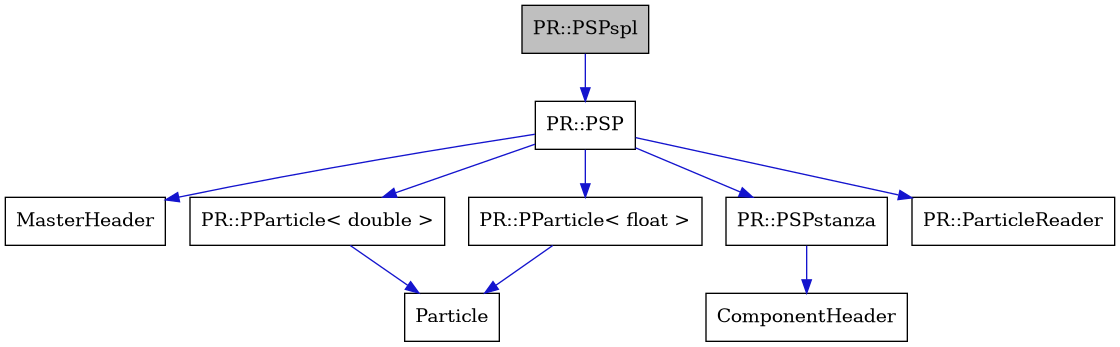 PR::PSPspl
PR::PSP
MasterHeader
PR::PParticle< double >
PR::PParticle< float >
PR::PSPstanza
PR::ParticleReader
Particle
ComponentHeader